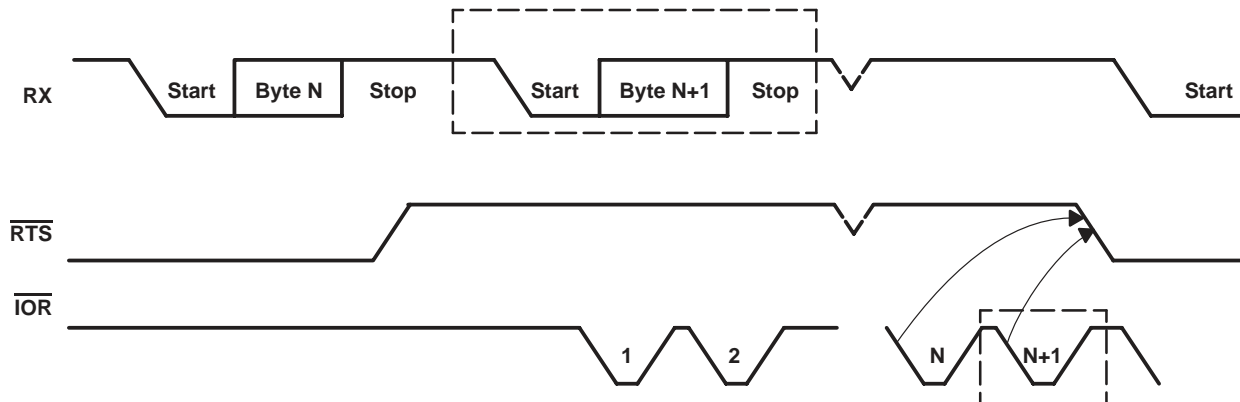 RX Start Byte N Stop Start Byte N+1 Stop Start
RTS
IOR
1 2 N N+1